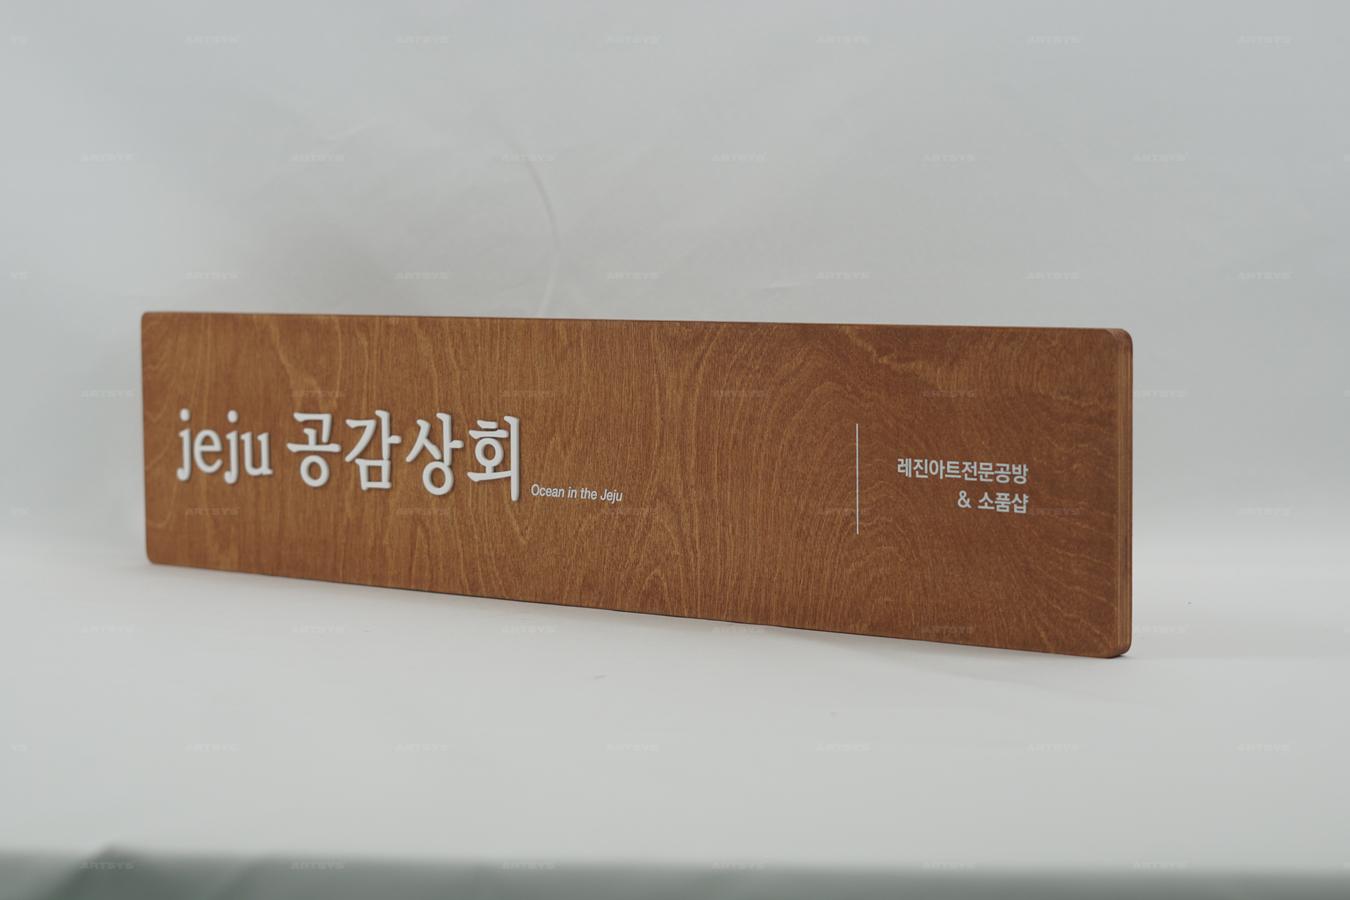 jeju 공감상회
Ocean in the Jeju
레진아트전문공방
& 소품샵
ARTSYS